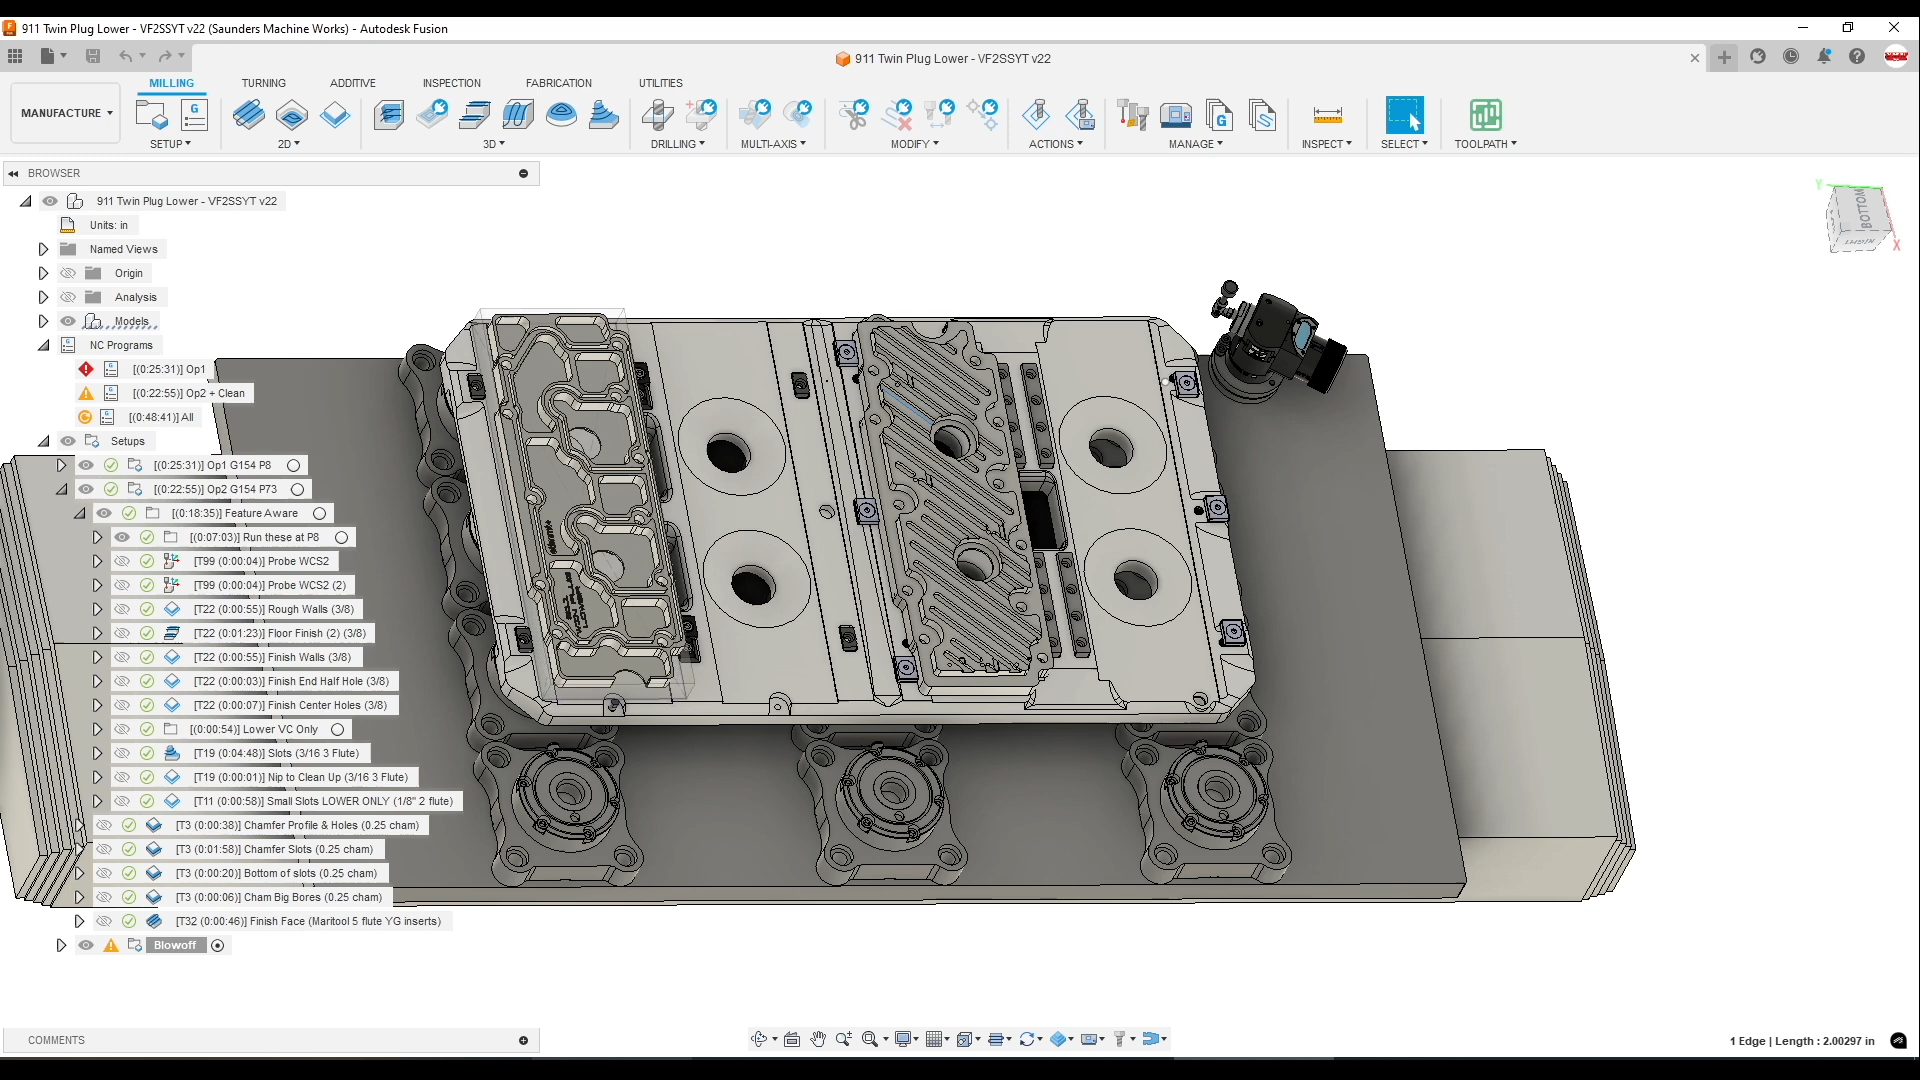 911 Twin Plug Lower - VF2SSYT v22 (Saunders Machine Works) - Autodesk Fusion
911 Twin Plug Lower - VF2SSYT v22
MILLING TURNING ADDITIVE INSPECTION FABRICATION UTILITIES
MANUFACTURE
SETUP 2D 3D DRILLING MULTI-AXIS MODIFY ACTIONS MANAGE INSPECT SELECT TOOLPATH
BROWSER
911 Twin Plug Lower - VF2SSYT v22
Units: in
Named Views
Origin
Analysis
Models
NC Programs
[(0:25:31)] Op1
[(0:22:55)] Op2 + Clean
[(0:48:41)] All
Setups
[(0:25:31)] Op1 G154 P8
[(0:22:55)] Op2 G154 P73
[(0:18:35)] Feature Aware
[(0:07:03)] Run these at P8
[T99 (0:00:04)] Probe WCS2
[T99 (0:00:04)] Probe WCS2 (2)
[T22 (0:00:55)] Rough Walls (3/8)
[T22 (0:01:23)] Floor Finish (2) (3/8)
[T22 (0:00:55)] Finish Walls (3/8)
[T22 (0:00:03)] Finish End Half Hole (3/8)
[T22 (0:00:07)] Finish Center Holes (3/8)
[(0:00:54)] Lower VC Only
[T19 (0:04:48)] Slots (3/16 3 Flute)
[T19 (0:00:01)] Nip to Clean Up (3/16 3 Flute)
[T11 (0:00:58)] Small Slots LOWER ONLY (1/8" 2 flute)
[T3 (0:00:38)] Chamfer Profile & Holes (0.25 cham)
[T3 (0:01:58)] Chamfer Slots (0.25 cham)
[T3 (0:00:20)] Bottom of slots (0.25 cham)
[T3 (0:00:06)] Cham Big Bores (0.25 cham)
[T32 (0:00:46)] Finish Face (Maritool 5 flute YG inserts)
Blowoff
Y
BOTTOM
RIGHT
X
911
TWIN PLUG
LOWER
COMMENTS
1 Edge | Length : 2.00297 in